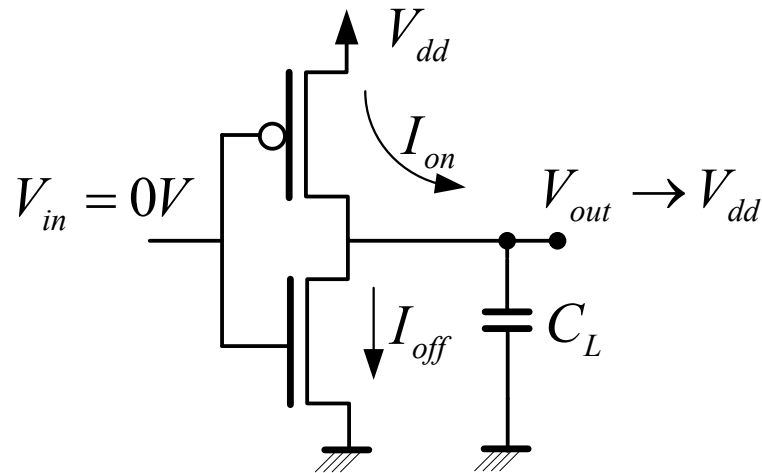 V_dd
I_on
V_in = 0V
V_out → V_dd
I_off
C_L